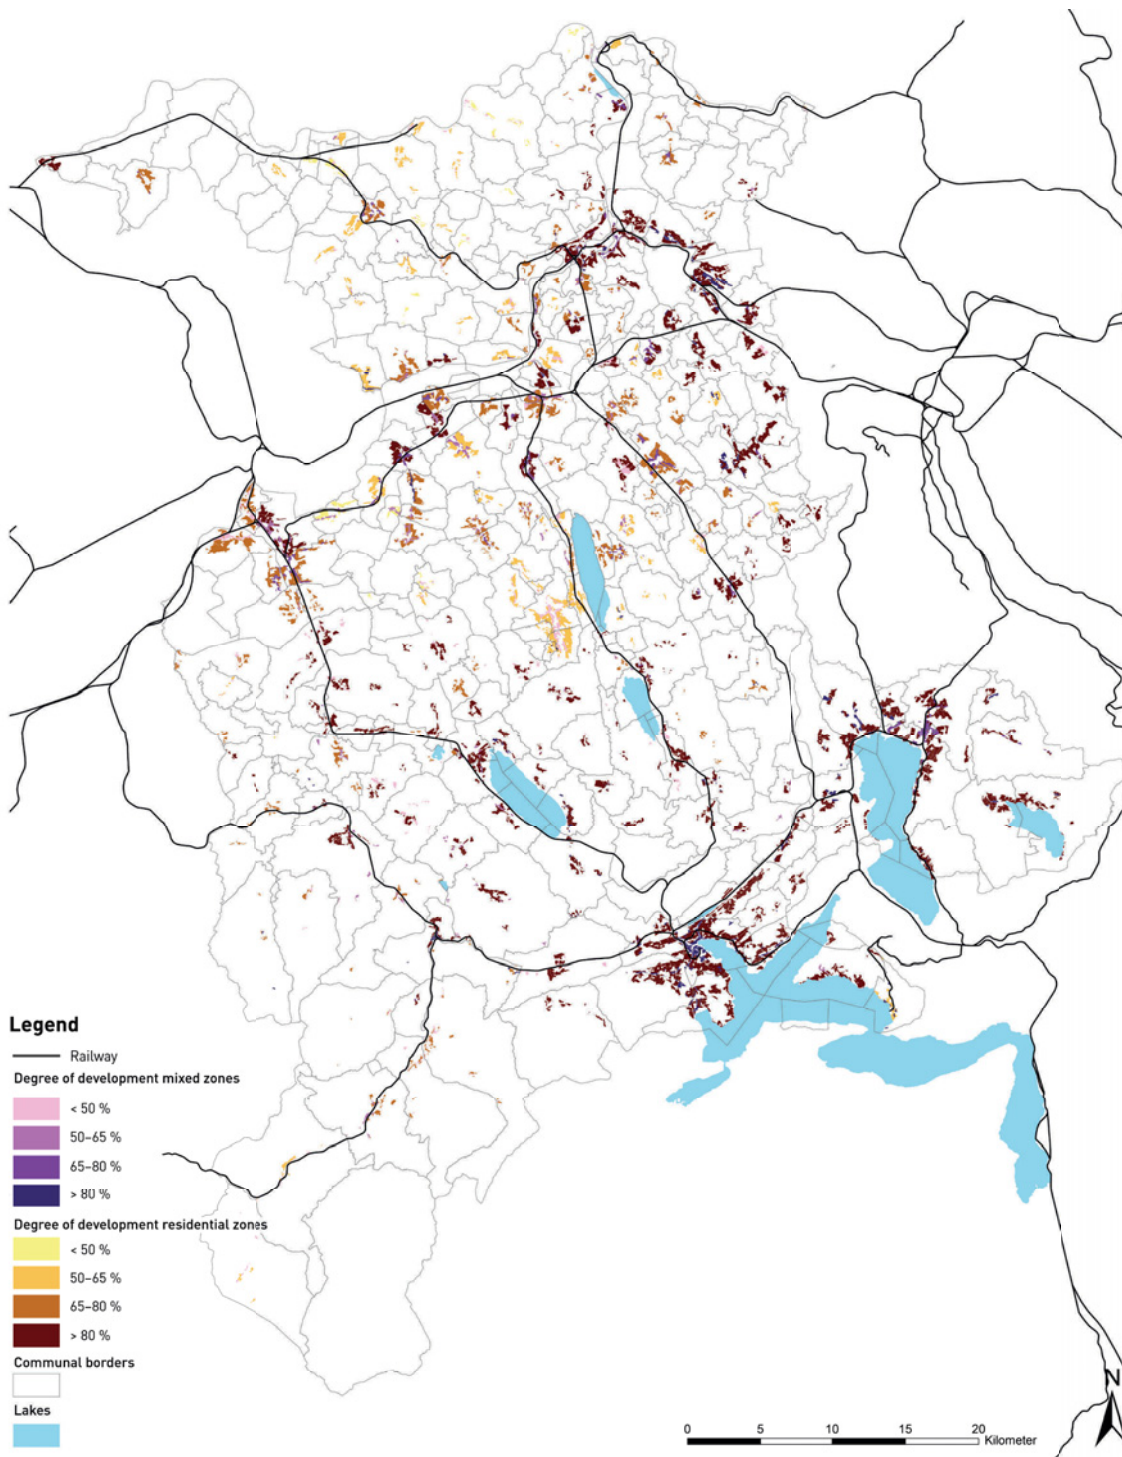 Legend
Railway
Degree of development mixed zones
< 50 %
50–65 %
65–80 %
> 80 %
Degree of development residential zones
< 50 %
50–65 %
65–80 %
> 80 %
Communal borders
Lakes
N
0 5 10 15 20
Kilometer